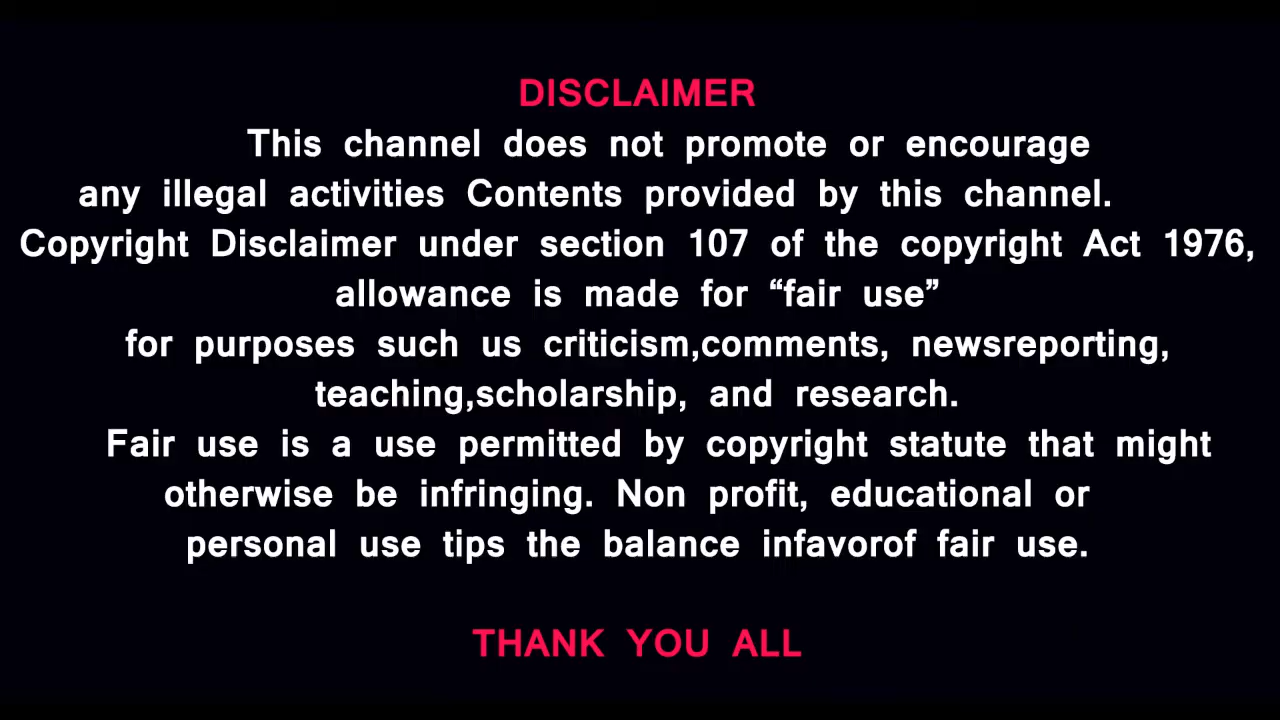 DISCLAIMER
This channel does not promote or encourage
any illegal activities Contents provided by this channel.
Copyright Disclaimer under section 107 of the copyright Act 1976,
allowance is made for “fair use”
for purposes such us criticism,comments, newsreporting,
teaching,scholarship, and research.
Fair use is a use permitted by copyright statute that might
otherwise be infringing. Non profit, educational or
personal use tips the balance infavorof fair use.
THANK YOU ALL